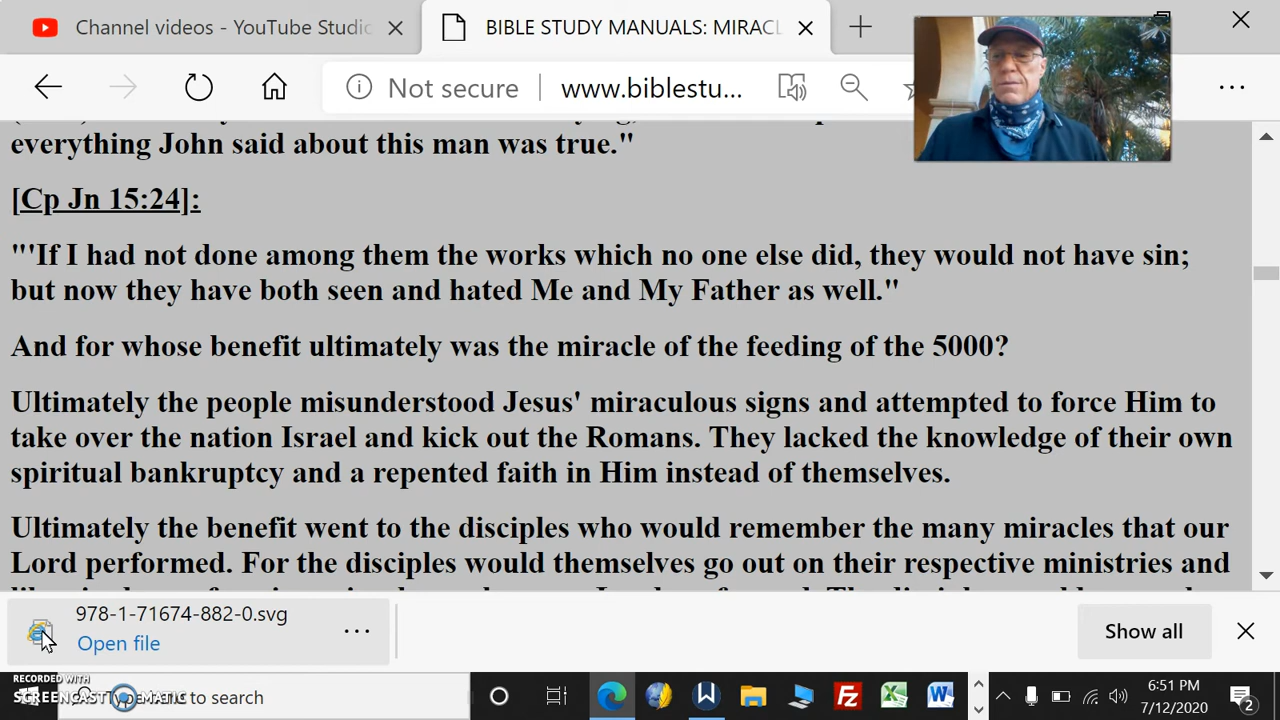 Channel videos - YouTube Studio
BIBLE STUDY MANUALS: MIRACL
Not secure
www.biblestu...
everything John said about this man was true."
[Cp Jn 15:24]:
"'If I had not done among them the works which no one else did, they would not have sin;
but now they have both seen and hated Me and My Father as well."
And for whose benefit ultimately was the miracle of the feeding of the 5000?
Ultimately the people misunderstood Jesus' miraculous signs and attempted to force Him to
take over the nation Israel and kick out the Romans. They lacked the knowledge of their own
spiritual bankruptcy and a repented faith in Him instead of themselves.
Ultimately the benefit went to the disciples who would remember the many miracles that our
Lord performed. For the disciples would themselves go out on their respective ministries and
978-1-71674-882-0.svg
Open file
Show all
RECORDED WITH
SCREENCAST MATIC
to search
6:51 PM
7/12/2020
2